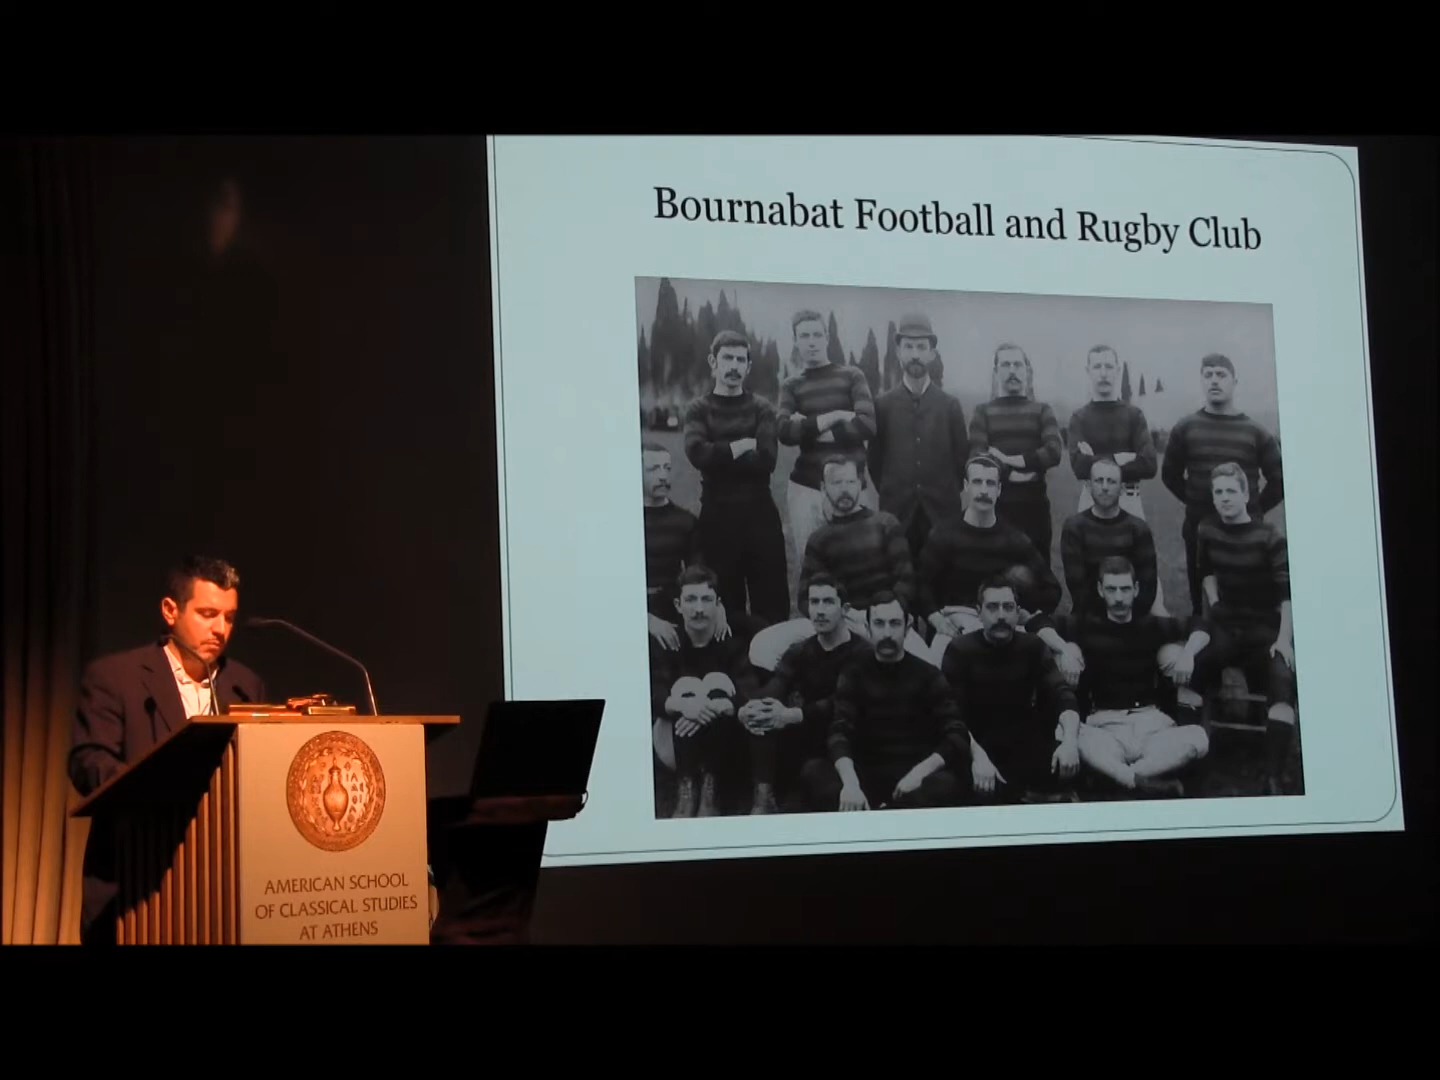 Bournabat Football and Rugby Club
AMERICAN SCHOOL
OF CLASSICAL STUDIES
AT ATHENS